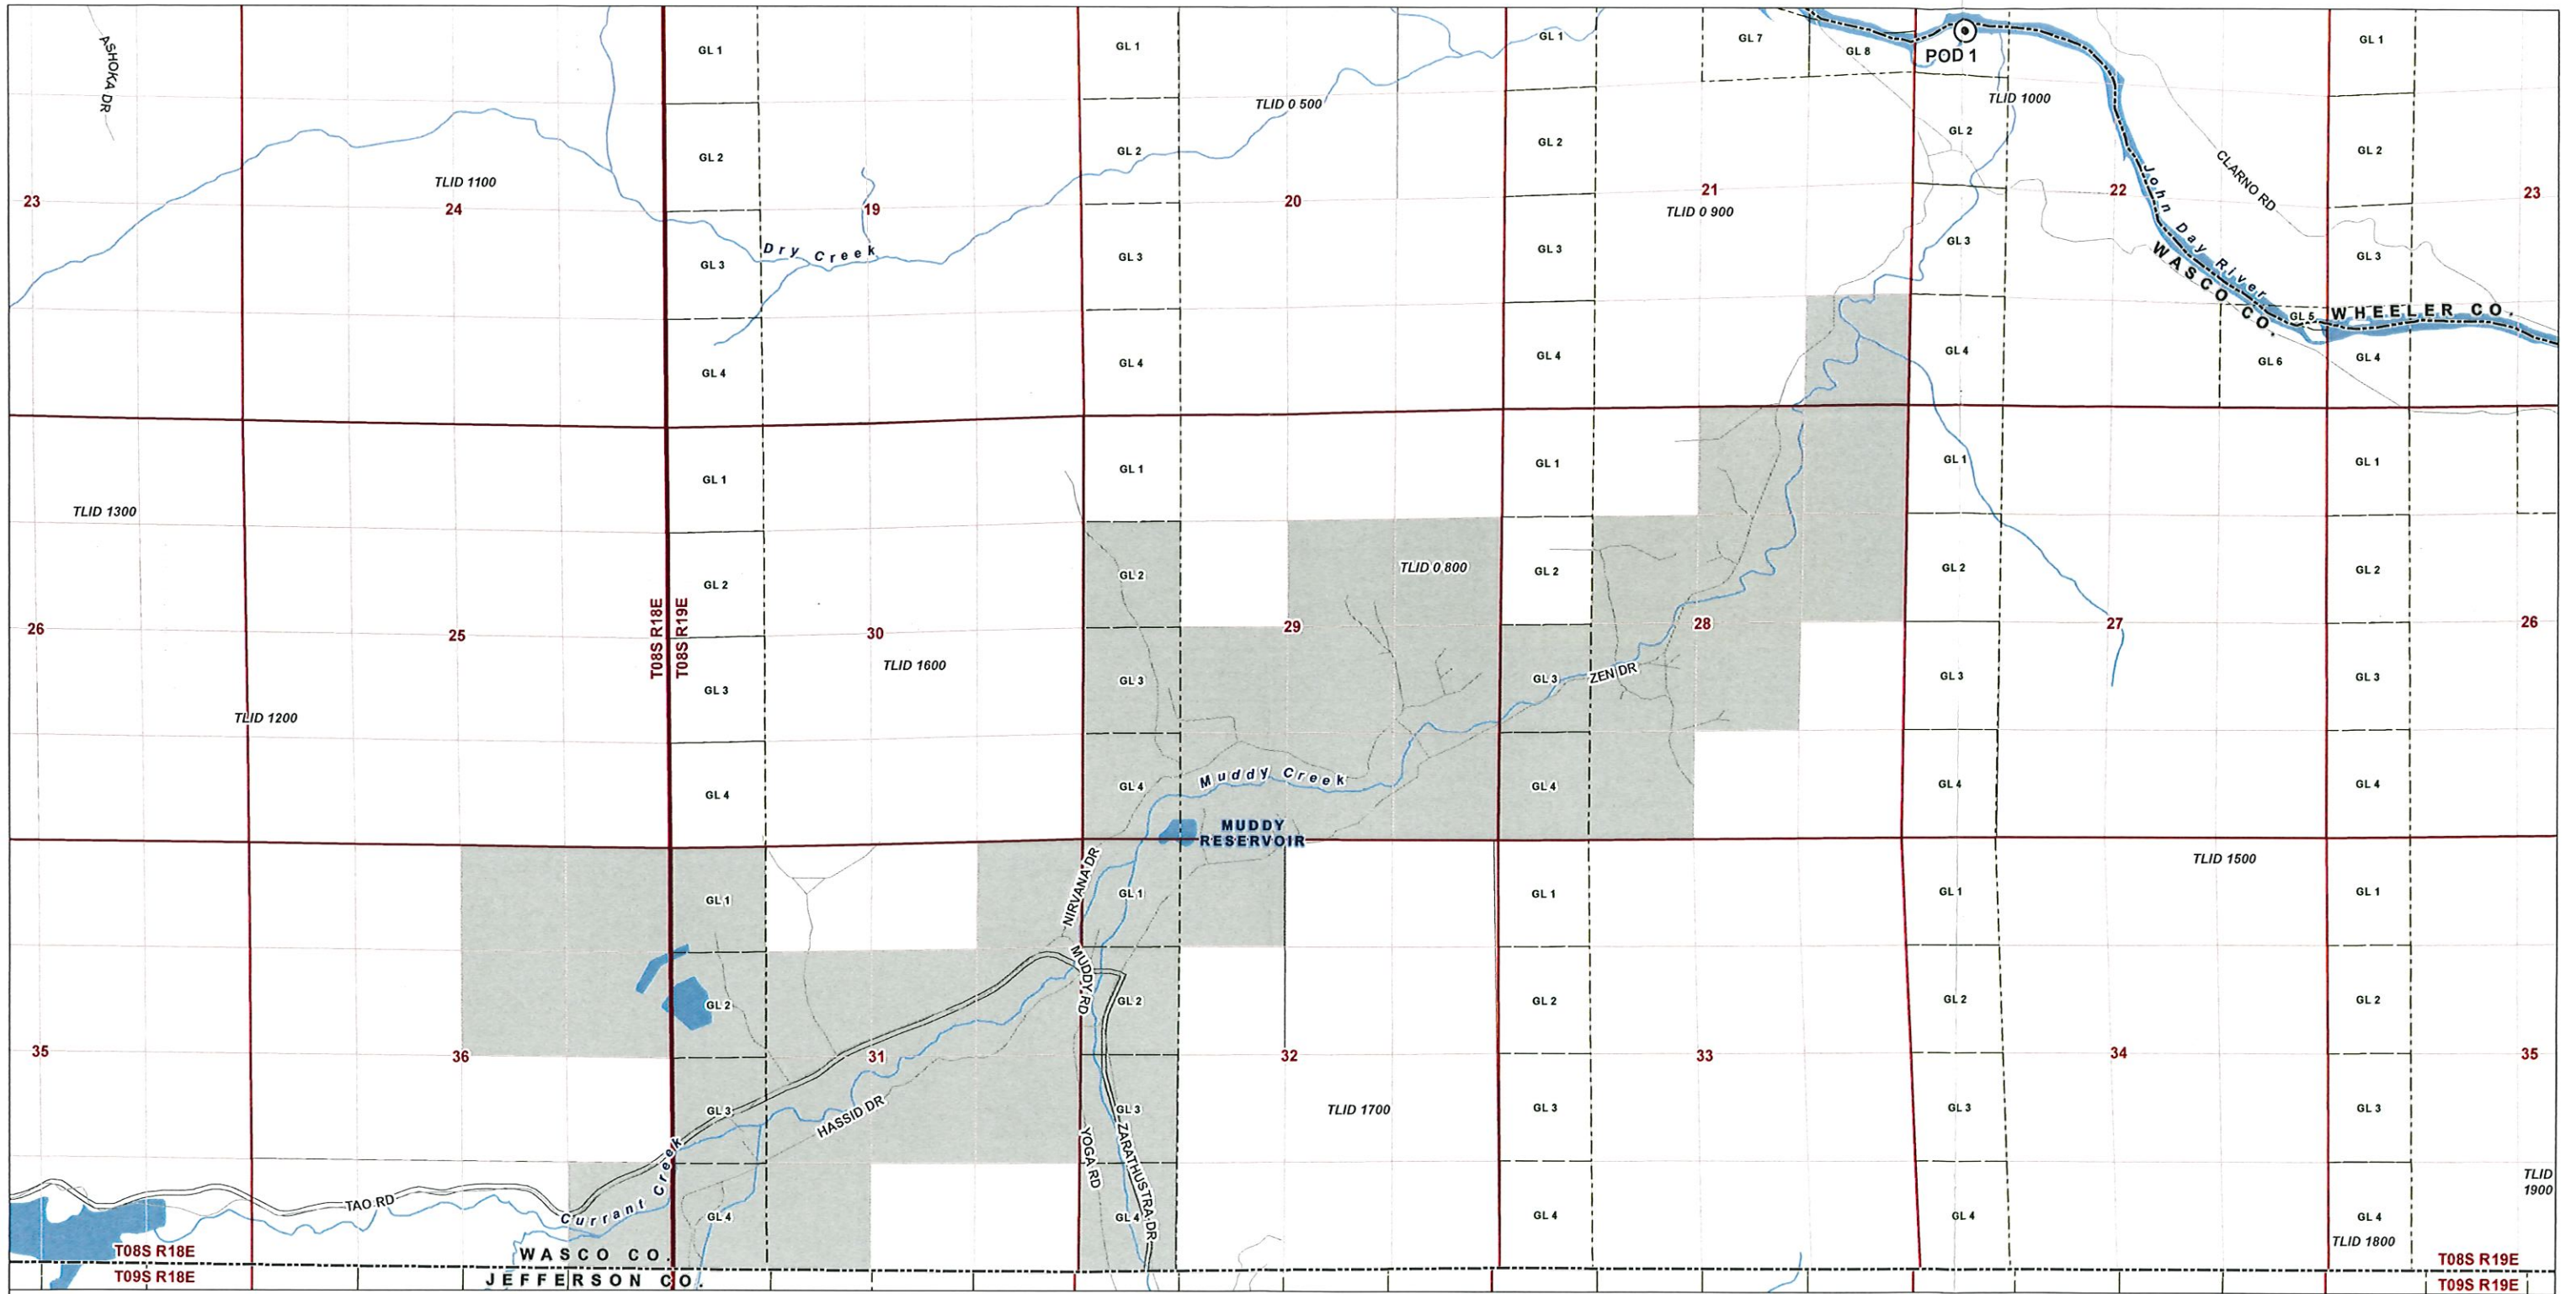 ASHOKA DR
GL 1
GL 1
GL 1
GL 7
GL 8
POD 1
GL 1
TLID 0 500
TLID 1000
GL 2
GL 2
GL 2
GL 2
GL 2
CLARNO RD
TLID 1100
23
24
19
20
21
22
23
TLID 0 900
John Day River
Dry Creek
GL 3
GL 3
GL 3
GL 3
GL 3
WASCO CO.
GL 5
WHEELER CO.
GL 4
GL 4
GL 4
GL 4
GL 6
GL 4
GL 1
GL 1
GL 1
GL 1
GL 1
TLID 1300
GL 2
GL 2
TLID 0 800
GL 2
GL 2
GL 2
T08S R18E
T08S R19E
26
25
30
29
28
27
26
TLID 1600
GL 3
GL 3
GL 3
ZEN DR
GL 3
GL 3
TLID 1200
GL 4
GL 4
Muddy Creek
GL 4
GL 4
GL 4
MUDDY
RESERVOIR
TLID 1500
NIRVANA DR
GL 1
GL 1
GL 1
GL 1
GL 1
MUDDY RD
GL 2
GL 2
GL 2
GL 2
GL 2
35
36
31
32
33
34
35
GL 3
HASSID DR
GL 3
TLID 1700
GL 3
GL 3
GL 3
YOGA RD
ZARATHUSTRA DR
TAO RD
Currant Creek
GL 4
GL 4
GL 4
GL 4
GL 4
TLID
1900
TLID 1800
T08S R18E
WASCO CO.
T08S R19E
T09S R18E
JEFFERSON CO.
T09S R19E